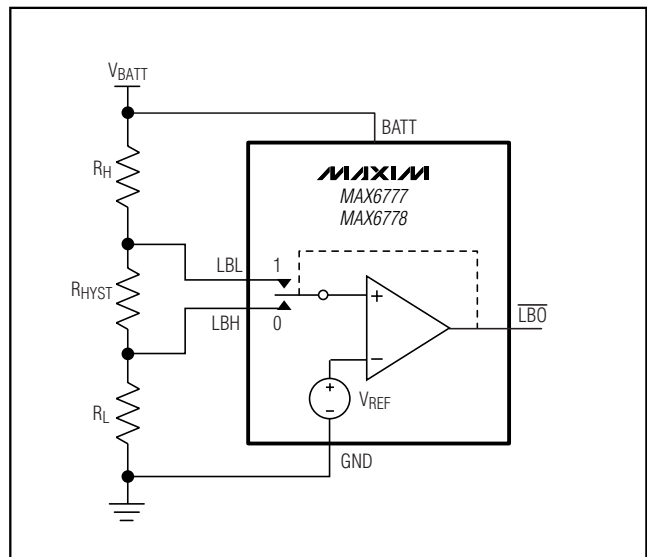 VBATT
BATT
RH
MAXIM
MAX6777
MAX6778
LBL 1
RHYST
LBH 0
+
−
LBO
+
−
VREF
RL
GND